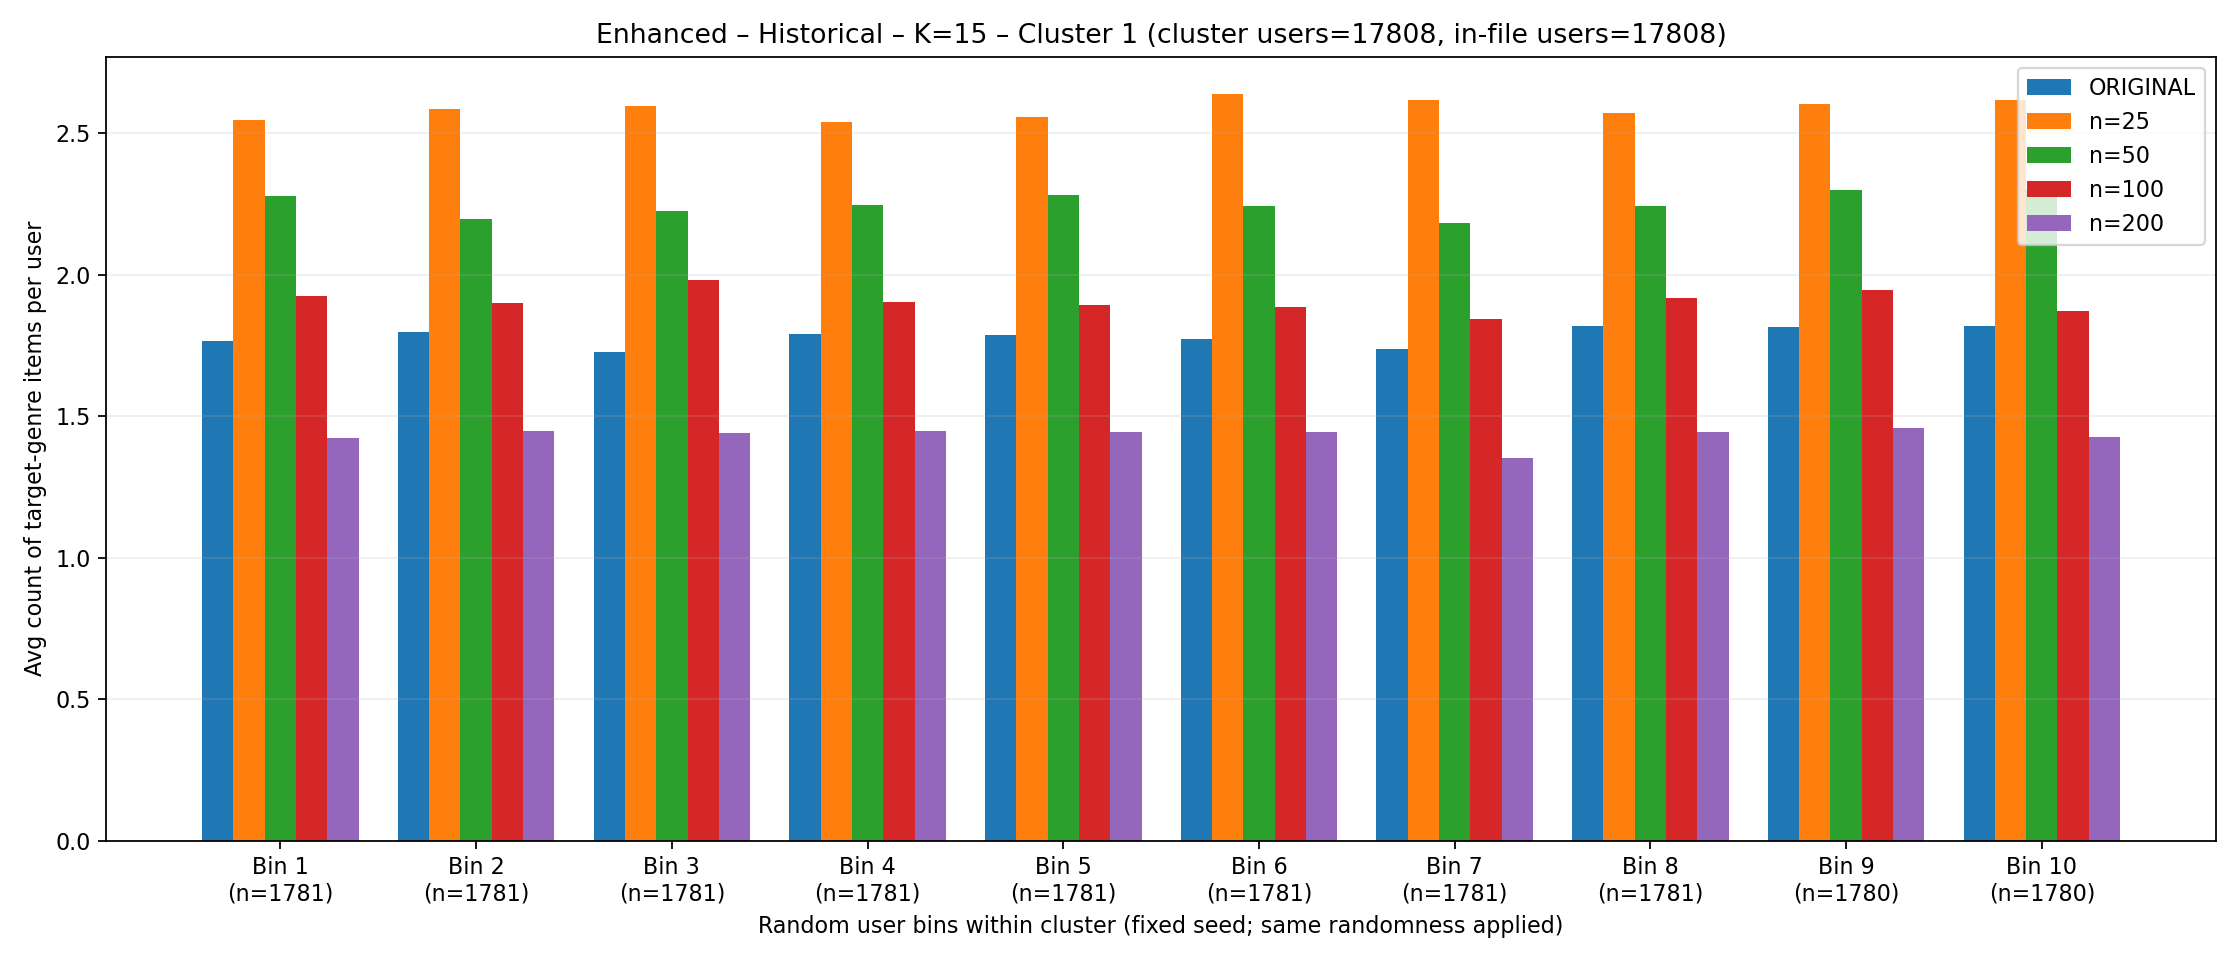 Enhanced – Historical – K=15 – Cluster 1 (cluster users=17808, in-file users=17808)
ORIGINAL
n=25
n=50
n=100
n=200
Avg count of target-genre items per user
2.5
2.0
1.5
1.0
0.5
0.0
Bin 1 Bin 2 Bin 3 Bin 4 Bin 5 Bin 6 Bin 7 Bin 8 Bin 9 Bin 10
(n=1781) (n=1781) (n=1781) (n=1781) (n=1781) (n=1781) (n=1781) (n=1781) (n=1780) (n=1780)
Random user bins within cluster (fixed seed; same randomness applied)